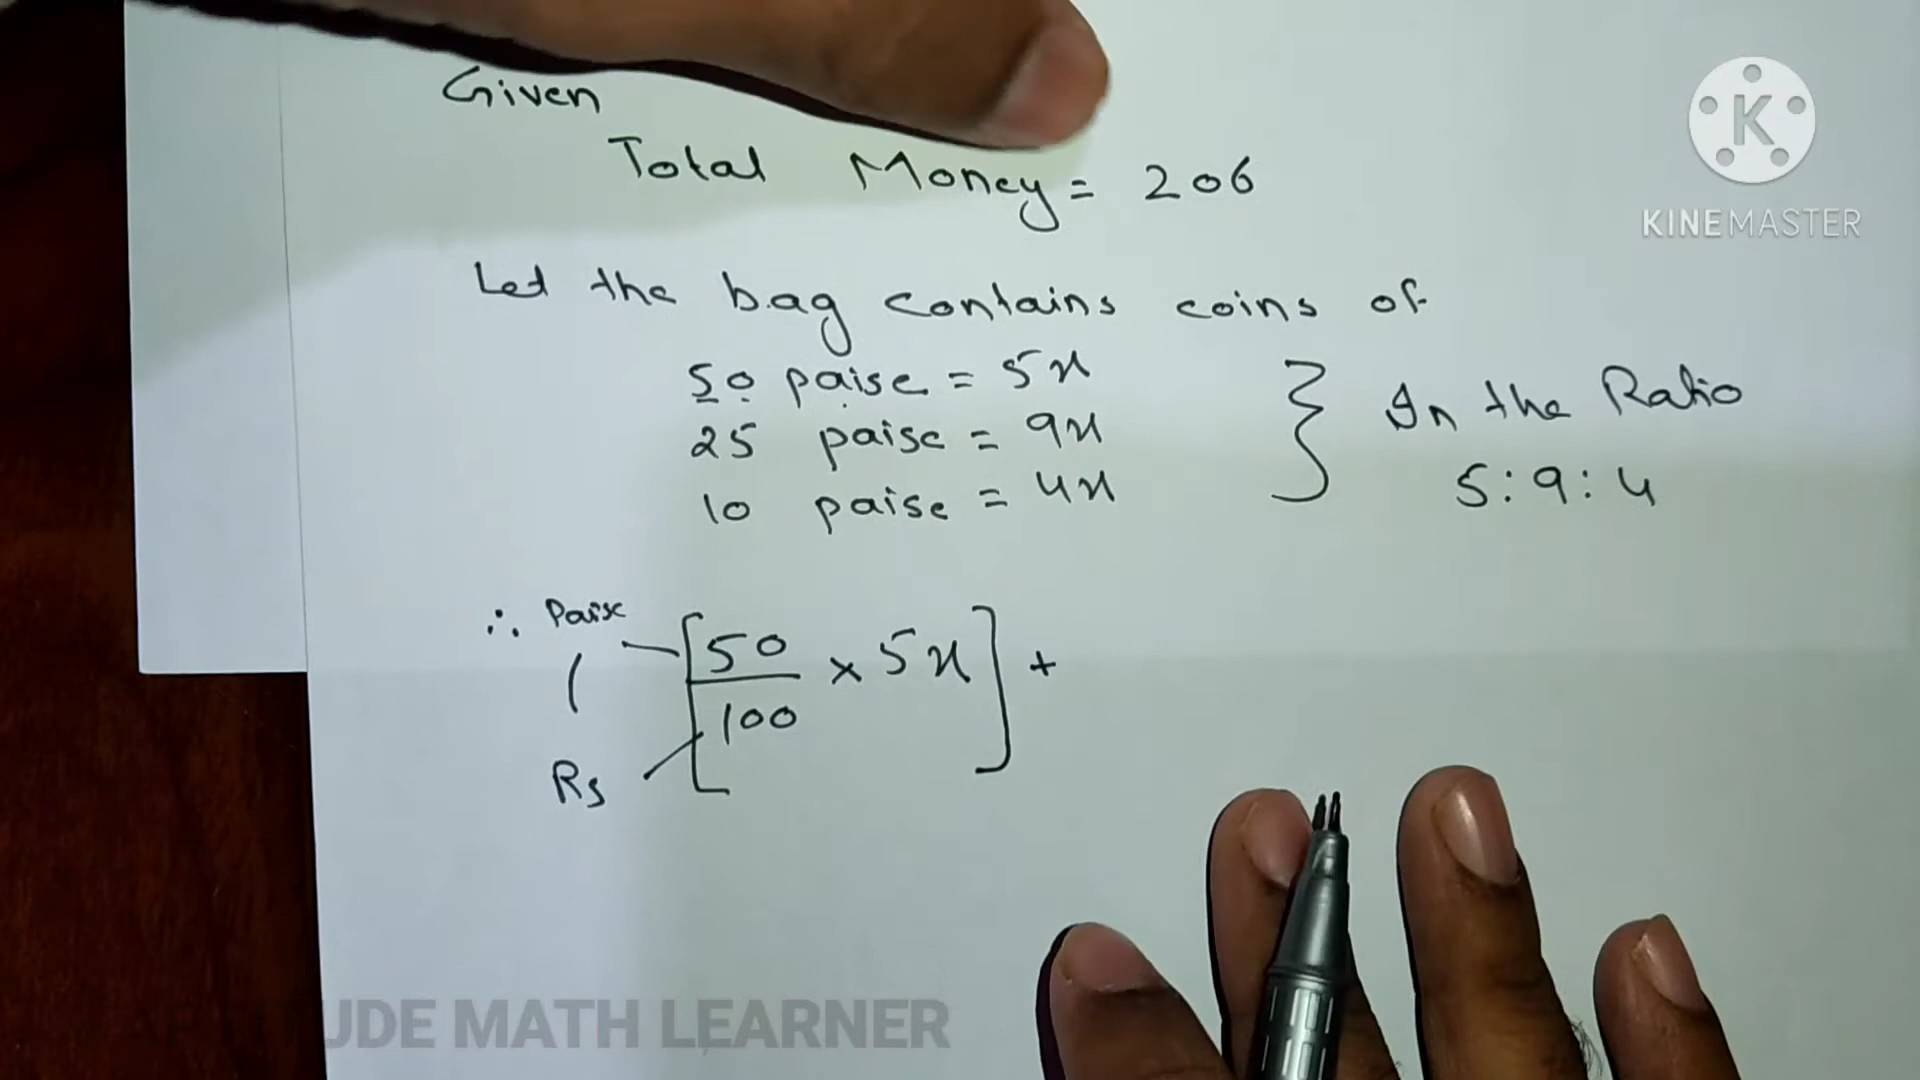 Given
Total Money = 206
Let the bag contains coins of
50 paise = 5x
25 paise = 9x
10 paise = 4x
} In the Ratio
5:9:4
∴ Paise
Rs
[50/100 × 5x] +
K
KINEMASTER
UDE MATH LEARNER